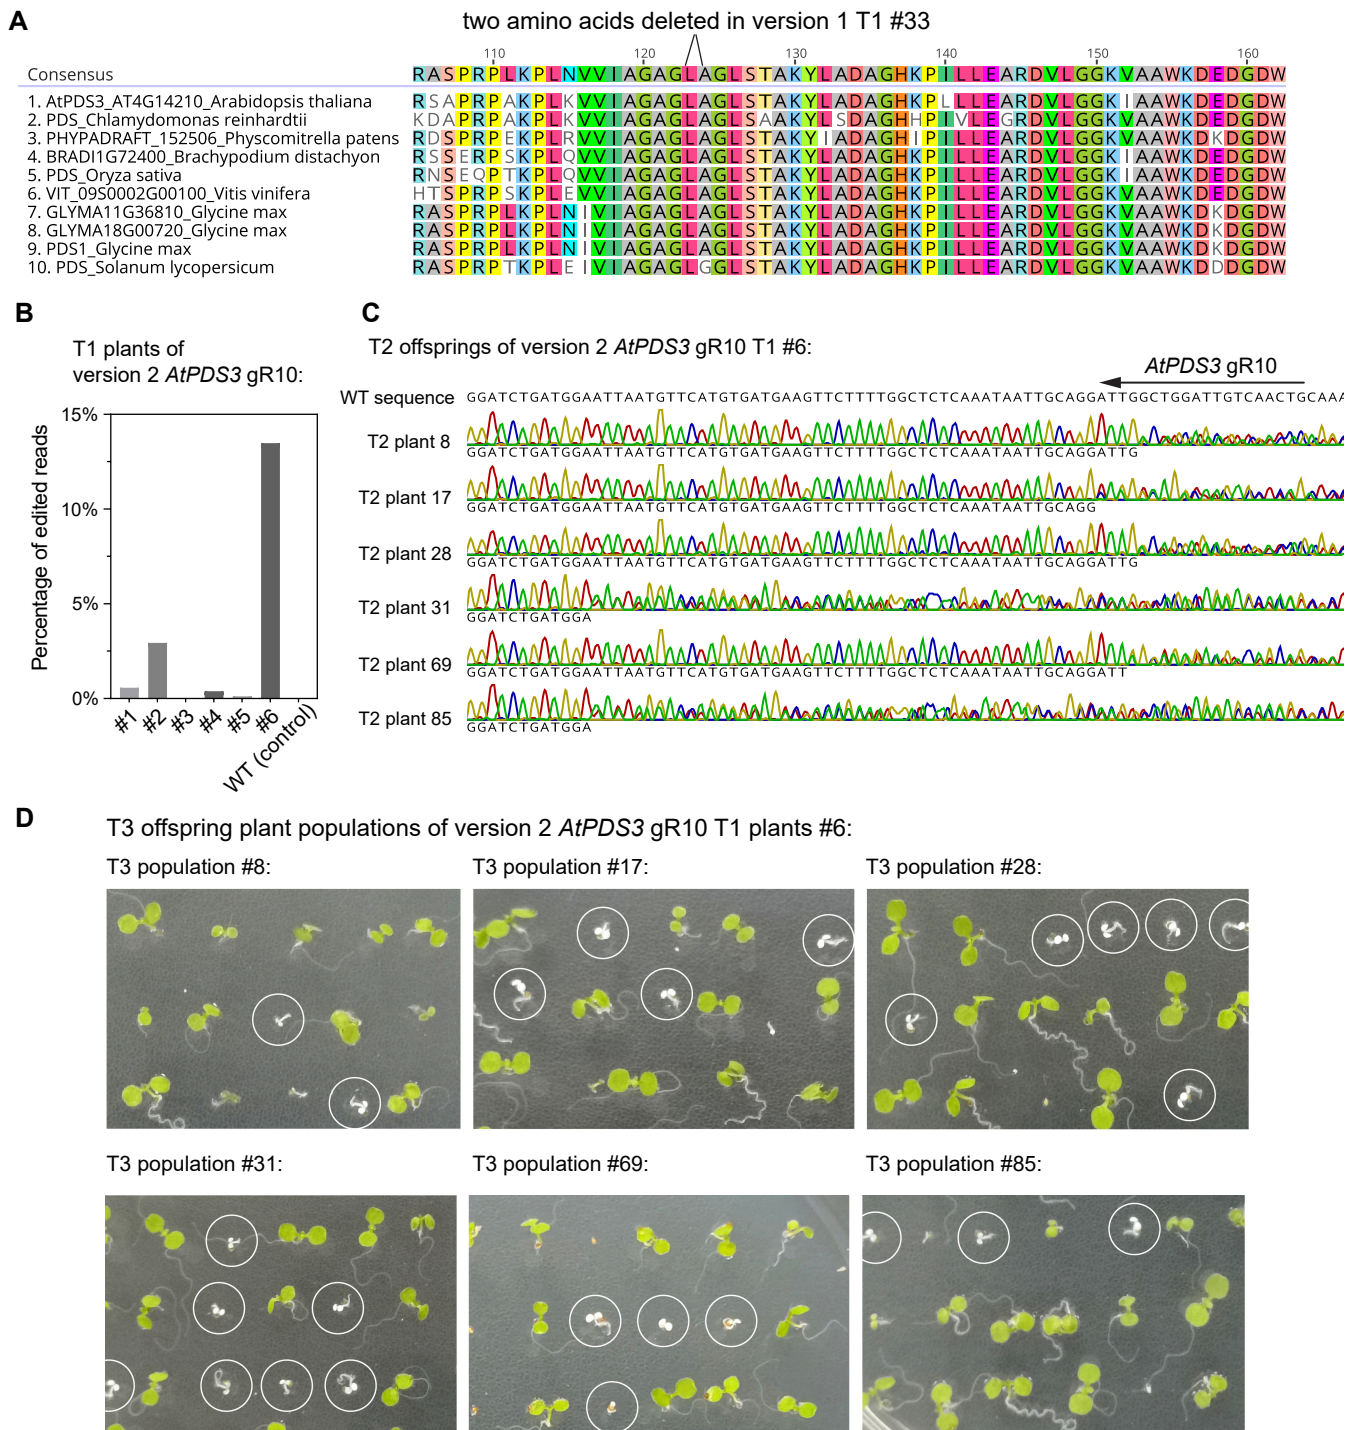 A
two amino acids deleted in version 1 T1 #33
110 120 130 140 150 160
Consensus RASPRPLKPLNVVIAGAGLAGLSTAKYLADAGHKPILLEARDVLGGKVAAWKDEDGDW
1. AtPDS3_AT4G14210_Arabidopsis thaliana RSAPRPAKPLKVVIAGAGLAGLSTAKYLADAGHKPLLLEARDVLGGKIAAWKDEDGDW
2. PDS_Chlamydomonas reinhardtii KDAPRPAKPLQVVIAGAGLAGLSAAKYLSDAGHHPIVLEGRDVLGGKVAAWKDEDGDW
3. PHYPADRAFT_152506_Physcomitrella patens RDSPRPEKPLRVVIAGAGLAGLSTAKYIADAGHIPILLEARDVLGGKVAAWKDKDGDW
4. BRADI1G72400_Brachypodium distachyon RSSERPSKPLQVVIAGAGLAGLSTAKYLADAGHKPILLEARDVLGGKIAAWKDEDGDW
5. PDS_Oryza sativa RNSEQPTKPLQVVIAGAGLAGLSTAKYLADAGHKPILLEARDVLGGKIAAWKDEDGDW
6. VIT_09S0002G00100_Vitis vinifera HTSPRPSKPLEVVIAGAGLAGLSTAKYLADAGHKPILLEARDVLGGKVAAWKDEDGDW
7. GLYMA11G36810_Glycine max RASPRPLKPLNIVIAGAGLAGLSTAKYLADAGHKPILLEARDVLGGKVAAWKDKDGDW
8. GLYMA18G00720_Glycine max RASPRPLKPLNIVIAGAGLAGLSTAKYLADAGHKPILLEARDVLGGKVAAWKDKDGDW
9. PDS1_Glycine max RASPRPLKPLNIVIAGAGLAGLSTAKYLADAGHKPILLEARDVLGGKVAAWKDKDGDW
10. PDS_Solanum lycopersicum RASPRPTKPLEIVIAGAGLGGLSTAKYLADAGHKPILLEARDVLGGKVAAWKDDDGDW
B
T1 plants of
version 2 AtPDS3 gR10:
Percentage of edited reads
15%
10%
5%
0%
#1 #2 #3 #4 #5 #6 WT (control)
C
T2 offsprings of version 2 AtPDS3 gR10 T1 #6:
AtPDS3 gR10
WT sequence GGATCTGATGGAATTAATGTTCATGTGATGAAGTTCTTTTGGCTCTCAAATAATTGCAGGATTGGCTGGATTGTCAACTGCAAA
T2 plant 8
GGATCTGATGGAATTAATGTTCATGTGATGAAGTTCTTTTGGCTCTCAAATAATTGCAGGATTG
T2 plant 17
GGATCTGATGGAATTAATGTTCATGTGATGAAGTTCTTTTGGCTCTCAAATAATTGCAGG
T2 plant 28
GGATCTGATGGAATTAATGTTCATGTGATGAAGTTCTTTTGGCTCTCAAATAATTGCAGGATTG
T2 plant 31
GGATCTGATGGA
T2 plant 69
GGATCTGATGGAATTAATGTTCATGTGATGAAGTTCTTTTGGCTCTCAAATAATTGCAGGATT
T2 plant 85
GGATCTGATGGA
D
T3 offspring plant populations of version 2 AtPDS3 gR10 T1 plants #6:
T3 population #8:
T3 population #17:
T3 population #28:
T3 population #31:
T3 population #69:
T3 population #85: